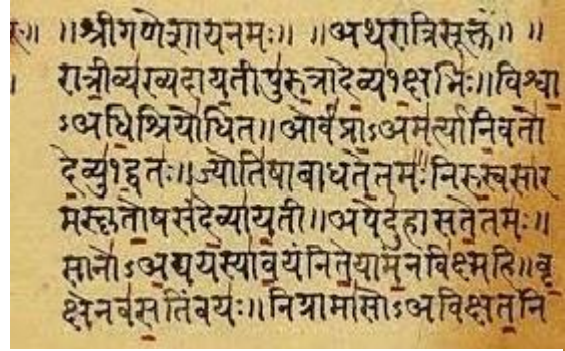 ॥श्रीगणेशायनमः॥ ॥अथरात्रिसूक्तं॥ ॥
रात्रीव्यख्यदायतीपुरुत्रादेव्य१क्षभिः॥विश्वा
ऽअधिश्रियोधित॥ओर्वप्राऽअमर्त्यानिवतो
देव्यु१द्वतः॥ज्योतिषाबाधतेतमः॥निरुस्वसार
मस्कृतोषसंदेव्यायती॥अपेदुहासतेतमः॥
सानोऽअद्ययस्यावयंनितेयामन्नविक्ष्महि॥वृ
क्षेनवसतिंवयः॥निग्रामासोऽअविक्षतनि